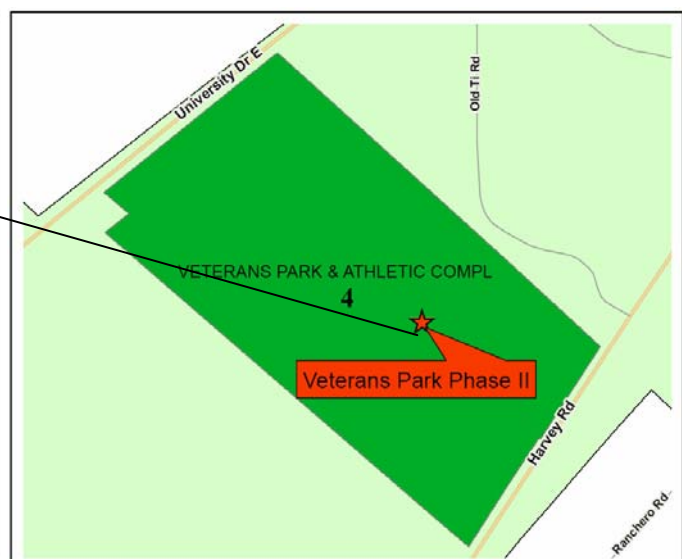 University Dr E
Old Ti Rd
VETERANS PARK & ATHLETIC COMPL
4
Veterans Park Phase II
Harvey Rd
Ranchero Rd